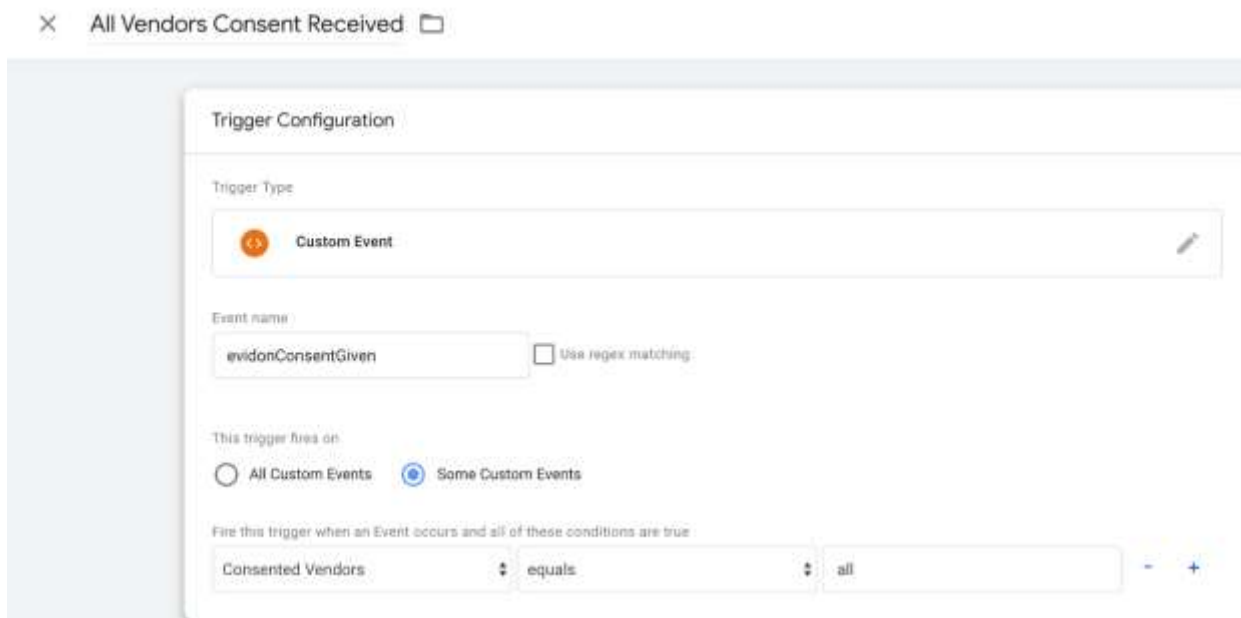 All Vendors Consent Received
Trigger Configuration
Trigger Type
Custom Event
Event name
evidonConsentGiven
Use regex matching
This trigger fires on
All Custom Events Some Custom Events
Fire this trigger when an Event occurs and all of these conditions are true
Consented Vendors equals all - +